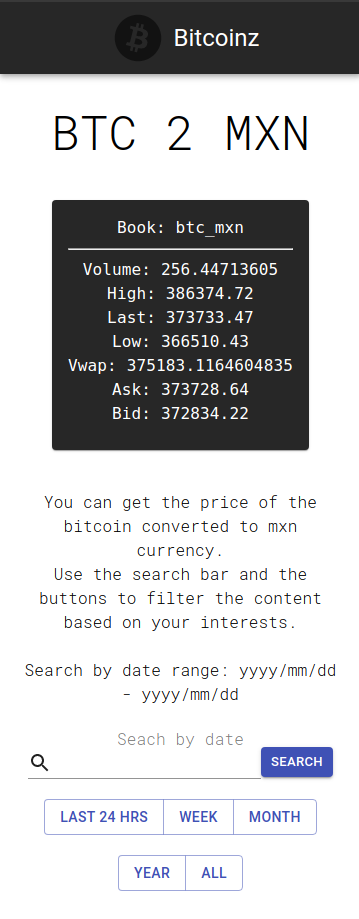 Bitcoinz
BTC 2 MXN
Book: btc_mxn
Volume: 256.44713605
High: 386374.72
Last: 373733.47
Low: 366510.43
Vwap: 375183.1164604835
Ask: 373728.64
Bid: 372834.22
You can get the price of the
bitcoin converted to mxn
currency.
Use the search bar and the
buttons to filter the content
based on your interests.
Search by date range: yyyy/mm/dd
- yyyy/mm/dd
Seach by date
SEARCH
LAST 24 HRS WEEK MONTH
YEAR ALL